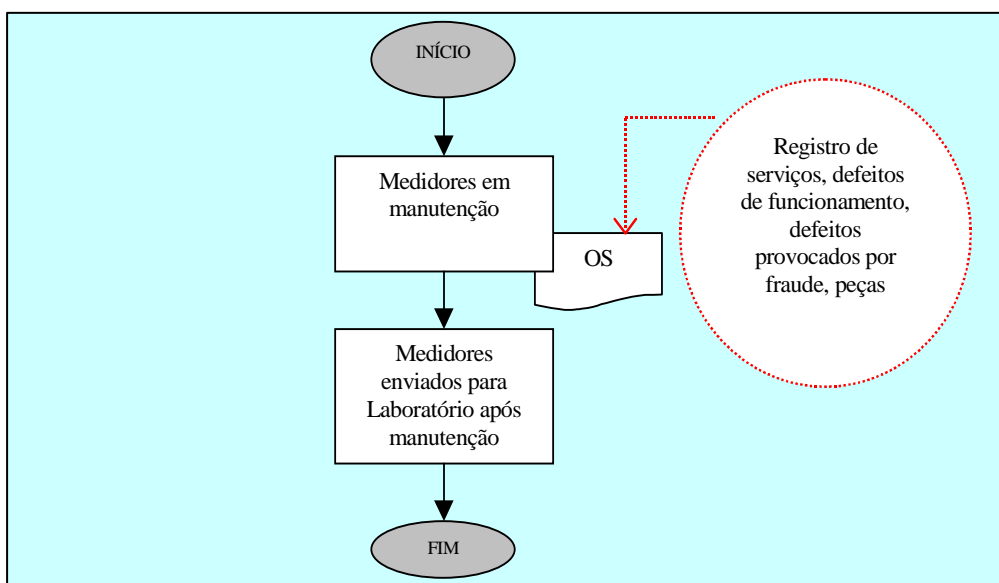 INÍCIO
Medidores em
manutenção
OS
Registro de
serviços, defeitos
de funcionamento,
defeitos
provocados por
fraude, peças
Medidores
enviados para
Laboratório após
manutenção
FIM